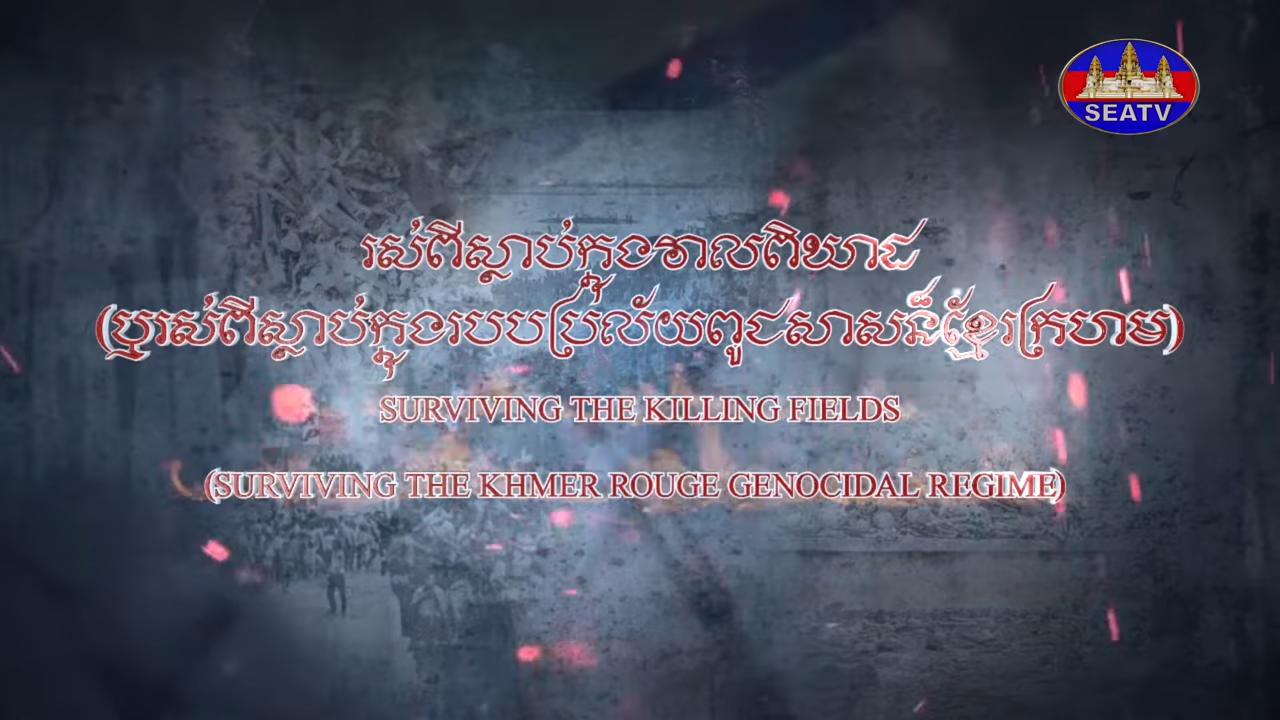 SEATV
រស់ពីស្លាប់ក្នុងវាលពិឃាដ
(ឬរស់ពីស្លាប់ក្នុងរបបប្រល័យពូជសាសន៍ខ្មែរក្រហម)
SURVIVING THE KILLING FIELDS
(SURVIVING THE KHMER ROUGE GENOCIDAL REGIME)